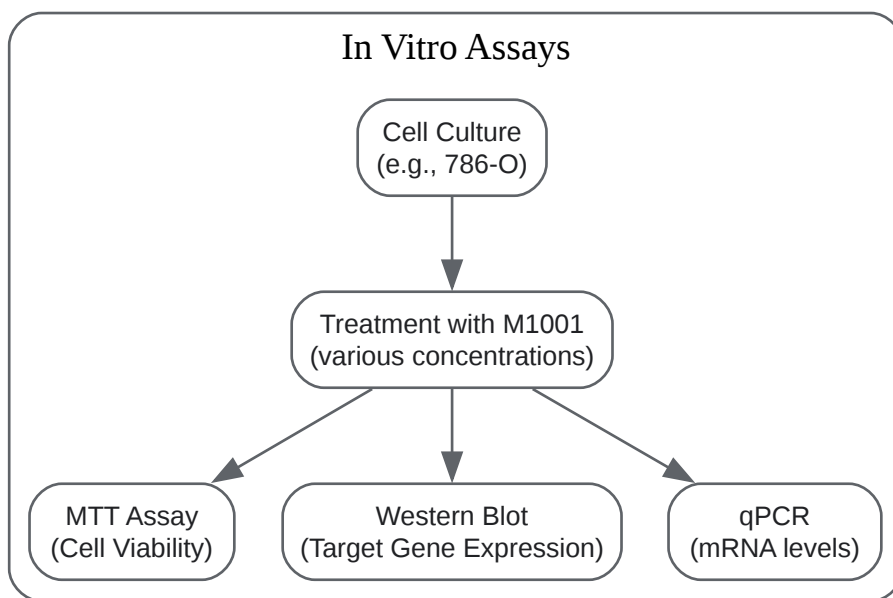 In Vitro Assays
Cell Culture
(e.g., 786-O)
Treatment with M1001
(various concentrations)
MTT Assay
(Cell Viability)
Western Blot
(Target Gene Expression)
qPCR
(mRNA levels)